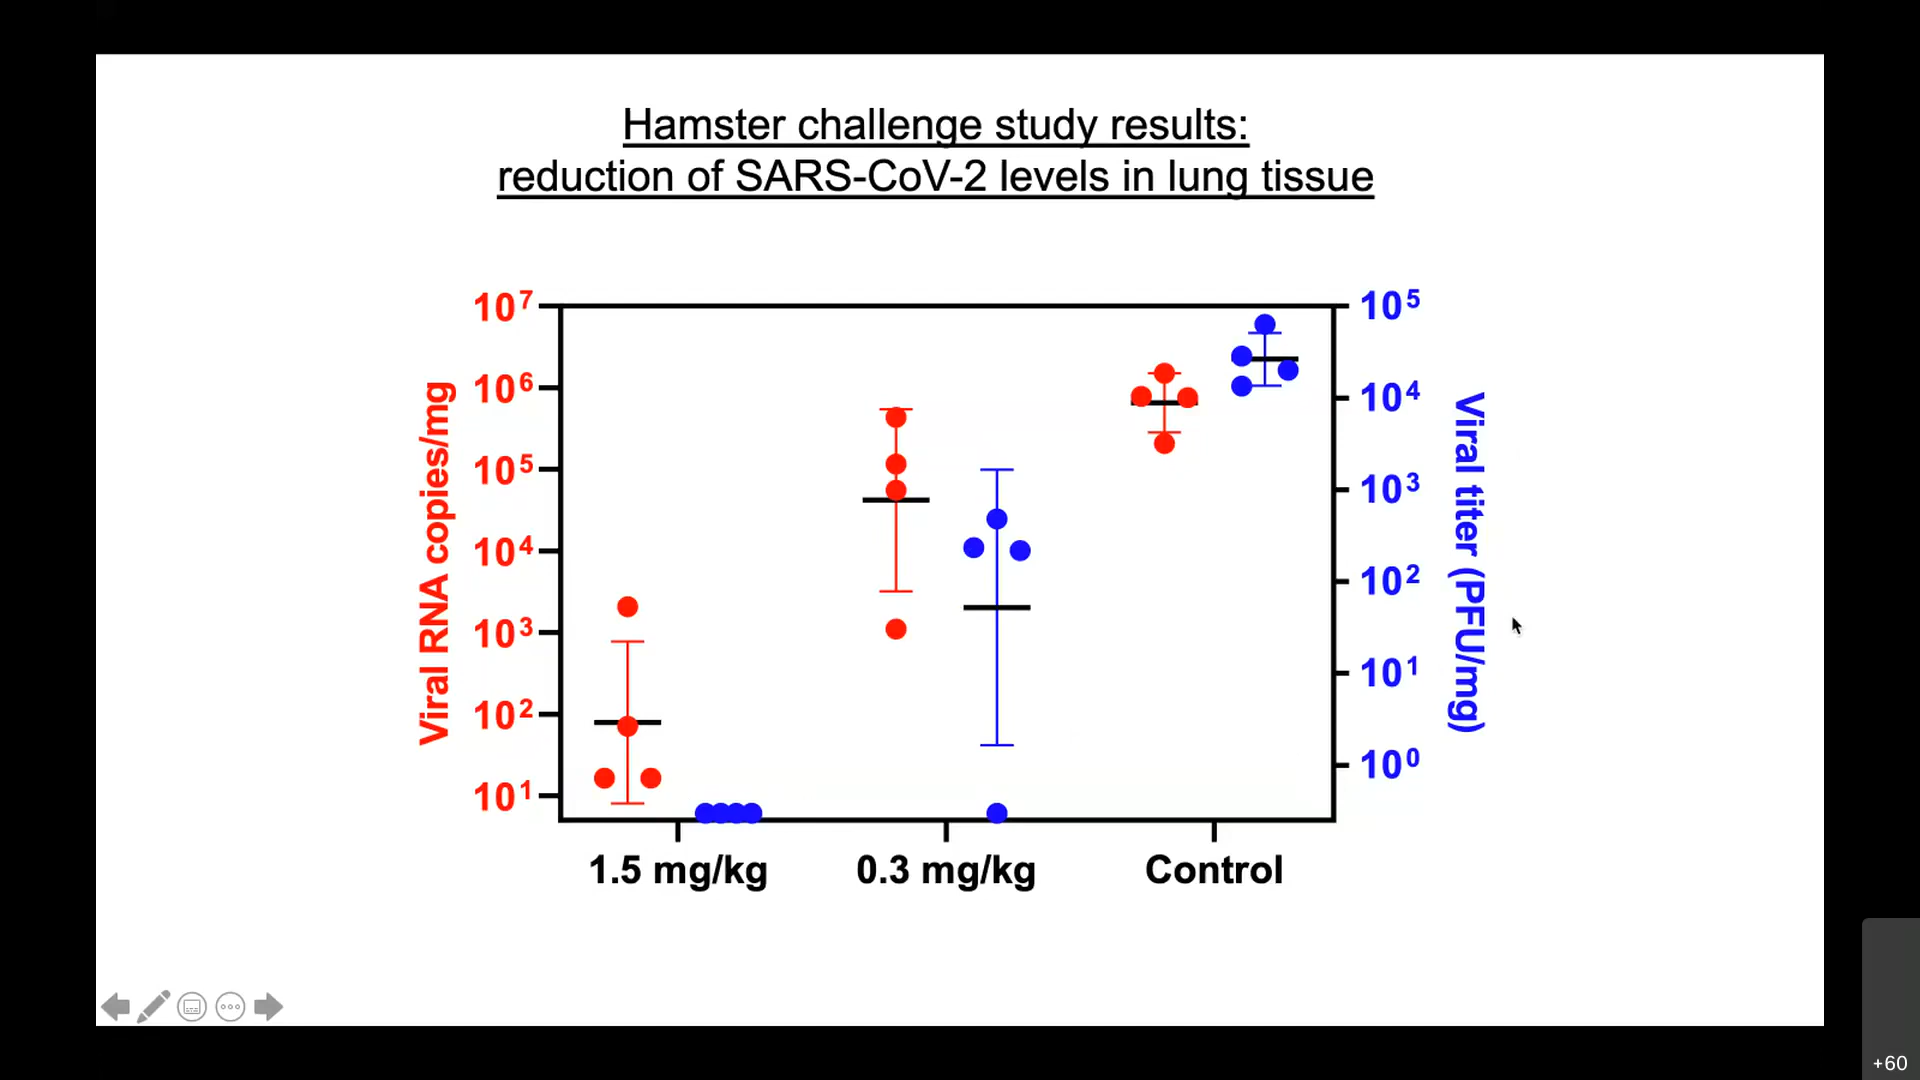 Hamster challenge study results:
reduction of SARS-CoV-2 levels in lung tissue
Viral RNA copies/mg
10⁷
10⁶
10⁵
10⁴
10³
10²
10¹
10⁵
10⁴
10³
10²
10¹
10⁰
Viral titer (PFU/mg)
1.5 mg/kg
0.3 mg/kg
Control
+60